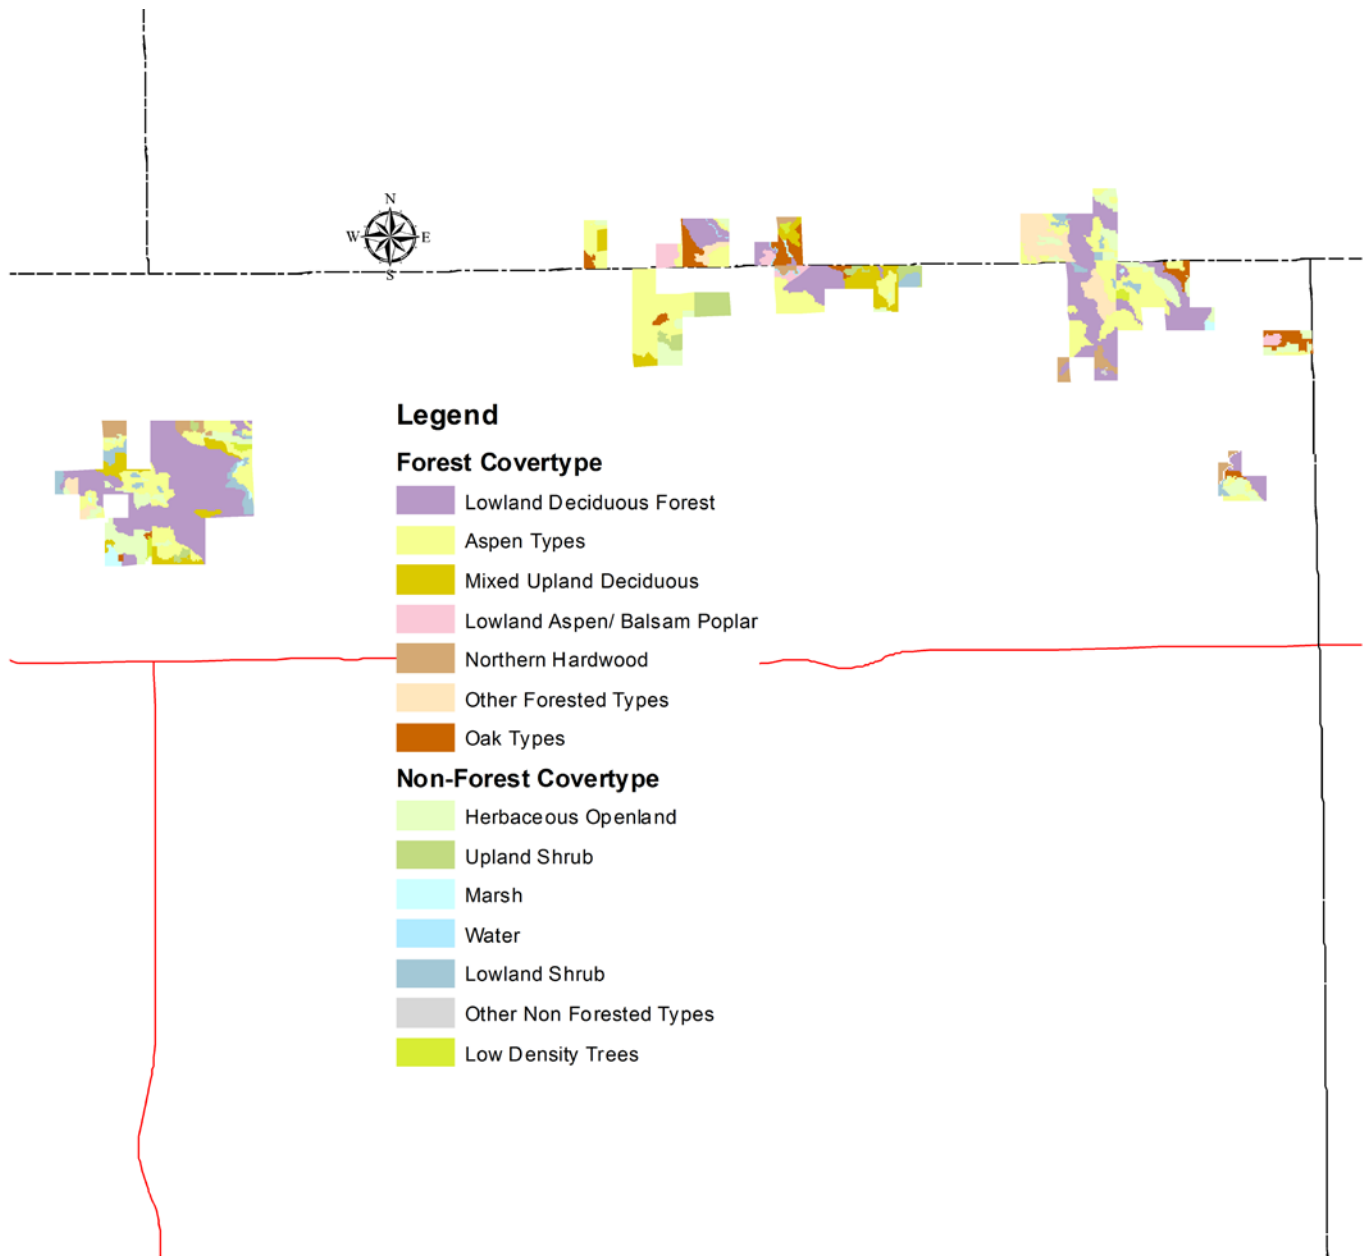 N
W E
S
Legend
Forest Covertype
Lowland Deciduous Forest
Aspen Types
Mixed Upland Deciduous
Lowland Aspen/ Balsam Poplar
Northern Hardwood
Other Forested Types
Oak Types
Non-Forest Covertype
Herbaceous Openland
Upland Shrub
Marsh
Water
Lowland Shrub
Other Non Forested Types
Low Density Trees